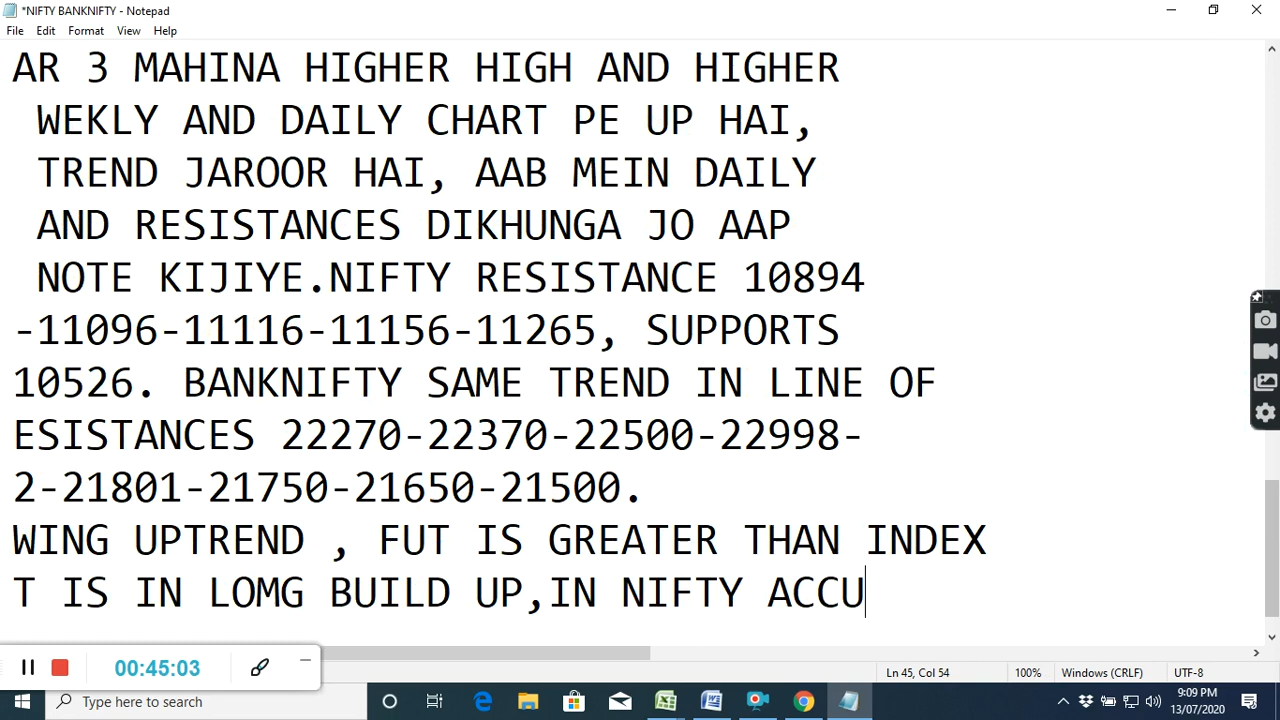 *NIFTY BANKNIFTY - Notepad
File Edit Format View Help
AR 3 MAHINA HIGHER HIGH AND HIGHER
WEKLY AND DAILY CHART PE UP HAI,
TREND JAROOR HAI, AAB MEIN DAILY
AND RESISTANCES DIKHUNGA JO AAP
NOTE KIJIYE.NIFTY RESISTANCE 10894
-11096-11116-11156-11265, SUPPORTS
10526. BANKNIFTY SAME TREND IN LINE OF
ESISTANCES 22270-22370-22500-22998-
2-21801-21750-21650-21500.
WING UPTREND , FUT IS GREATER THAN INDEX
T IS IN LOMG BUILD UP,IN NIFTY ACCU
00:45:03
Ln 45, Col 54 100% Windows (CRLF) UTF-8
Type here to search
9:09 PM
13/07/2020